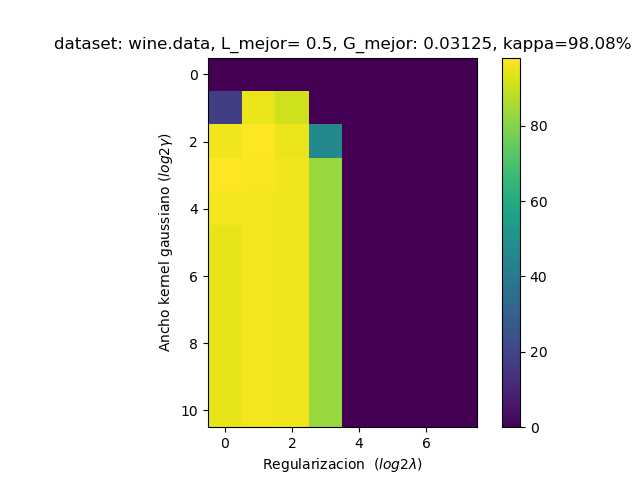 dataset: wine.data, L_mejor= 0.5, G_mejor: 0.03125, kappa=98.08%
0
2
4
6
8
10
Ancho kernel gaussiano (log2γ)
0 2 4 6
Regularizacion (log2λ)
80
60
40
20
0